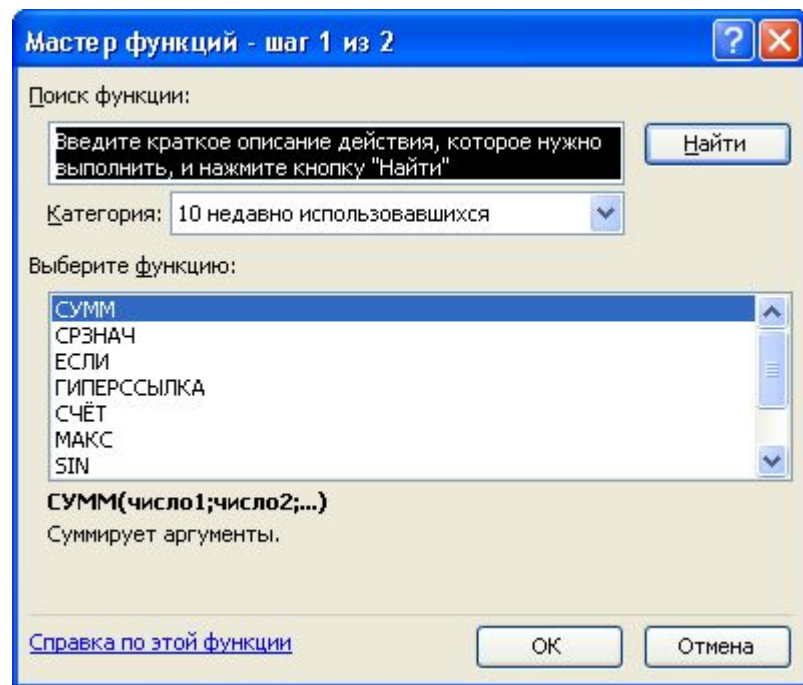 Мастер функций - шаг 1 из 2
Поиск функции:
Введите краткое описание действия, которое нужно
выполнить, и нажмите кнопку "Найти"
Найти
Категория: 10 недавно использовавшихся
Выберите функцию:
СУММ
СРЗНАЧ
ЕСЛИ
ГИПЕРССЫЛКА
СЧЁТ
МАКС
SIN
СУММ(число1;число2;...)
Суммирует аргументы.
Справка по этой функции
ОК
Отмена